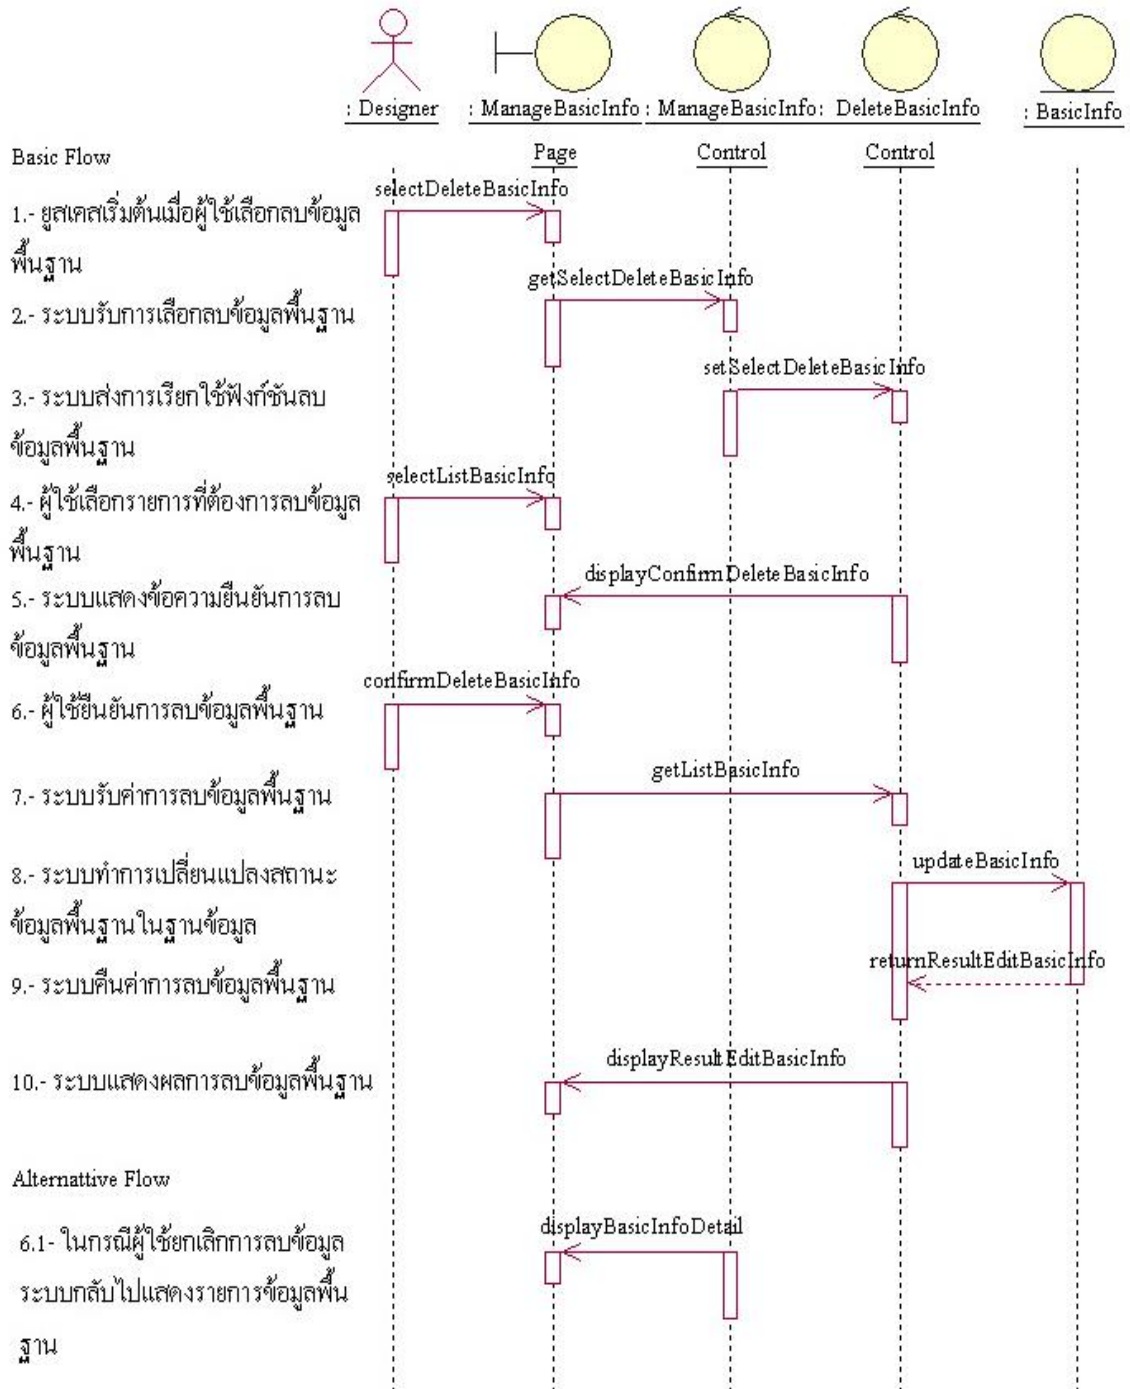 : Designer : ManageBasicInfo : ManageBasicInfo : DeleteBasicInfo : BasicInfo
Basic Flow Page Control Control
selectDeleteBasicInfo
1.- ยูสเคสเริ่มต้นเมื่อผู้ใช้เลือกลบข้อมูล
พื้นฐาน
getSelectDeleteBasicInfo
2.- ระบบรับการเลือกลบข้อมูลพื้นฐาน
setSelectDeleteBasicInfo
3.- ระบบส่งการเรียกใช้ฟังก์ชันลบ
ข้อมูลพื้นฐาน
selectListBasicInfo
4.- ผู้ใช้เลือกรายการที่ต้องการลบข้อมูล
พื้นฐาน
displayConfirmDeleteBasicInfo
5.- ระบบแสดงข้อความยืนยันการลบ
ข้อมูลพื้นฐาน
confirmDeleteBasicInfo
6.- ผู้ใช้ยืนยันการลบข้อมูลพื้นฐาน
getListBasicInfo
7.- ระบบรับค่าการลบข้อมูลพื้นฐาน
updateBasicInfo
8.- ระบบทำการเปลี่ยนแปลงสถานะ
ข้อมูลพื้นฐานในฐานข้อมูล
returnResultEditBasicInfo
9.- ระบบคืนค่าการลบข้อมูลพื้นฐาน
displayResultEditBasicInfo
10.- ระบบแสดงผลการลบข้อมูลพื้นฐาน
Alternattive Flow
displayBasicInfoDetail
6.1- ในกรณีผู้ใช้ยกเลิกการลบข้อมูล
ระบบกลับไปแสดงรายการข้อมูลพื้น
ฐาน